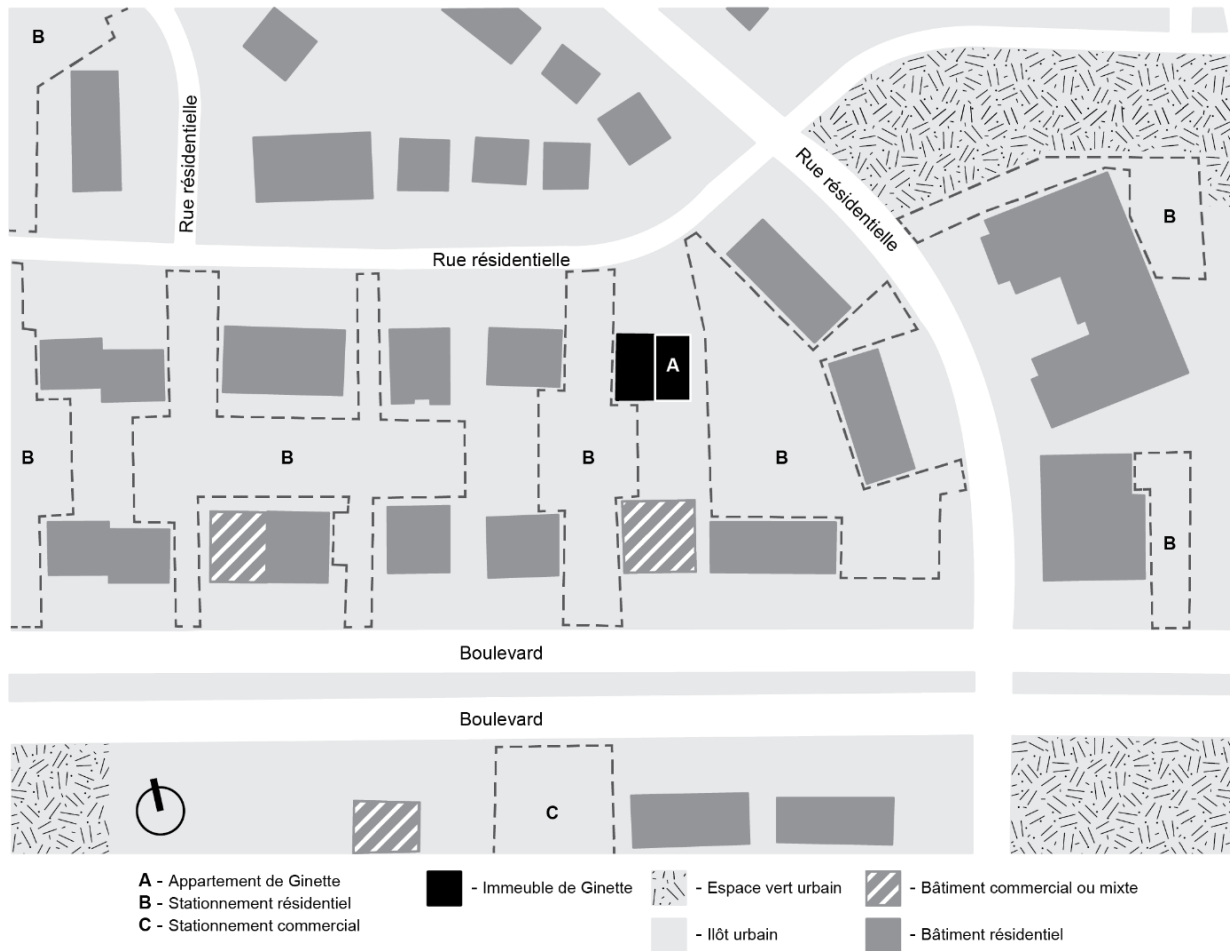 B
Rue résidentielle
Rue résidentielle
B
Rue résidentielle
A
B
B
B
B
B
Boulevard
Boulevard
C
A - Appartement de Ginette
B - Stationnement résidentiel
C - Stationnement commercial
- Immeuble de Ginette
- Espace vert urbain
- Bâtiment commercial ou mixte
- Ilôt urbain
- Bâtiment résidentiel